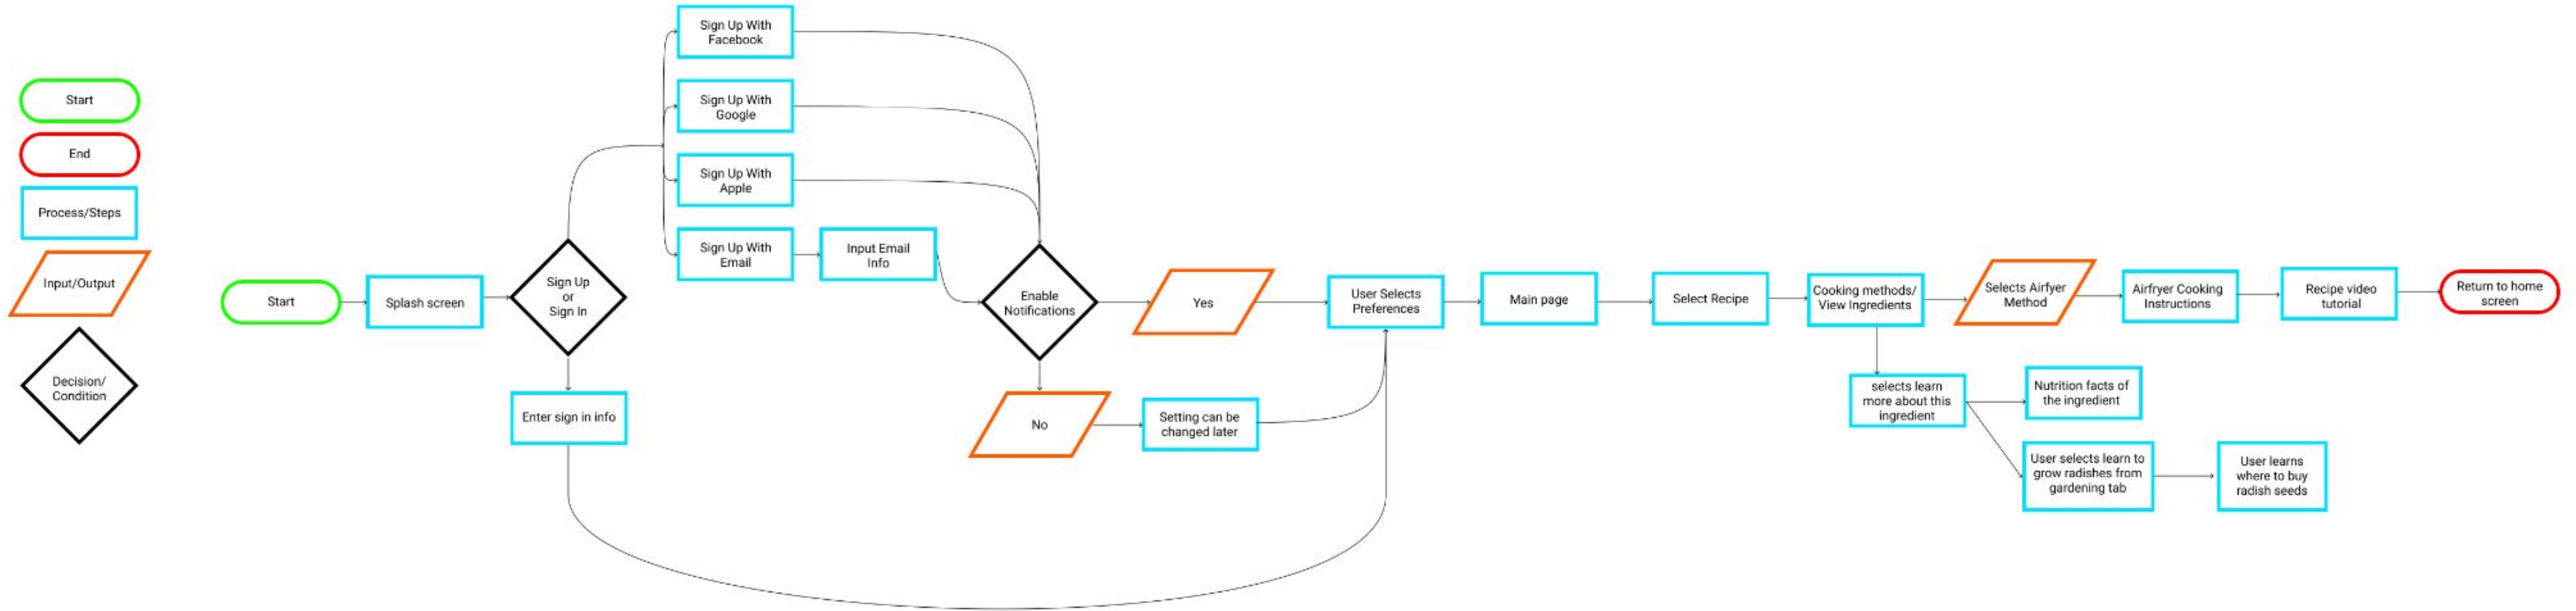 Start
End
Process/Steps
Input/Output
Decision/
Condition
Start
Splash screen
Sign Up
or
Sign In
Enter sign in info
Sign Up With
Facebook
Sign Up With
Google
Sign Up With
Apple
Sign Up With
Email
Input Email
Info
Enable
Notifications
Yes
No
Setting can be
changed later
User Selects
Preferences
Main page
Select Recipe
Cooking methods/
View Ingredients
Selects Airfyer
Method
Airfryer Cooking
Instructions
Recipe video
tutorial
Return to home
screen
selects learn
more about this
ingredient
Nutrition facts of
the ingredient
User selects learn to
grow radishes from
gardening tab
User learns
where to buy
radish seeds